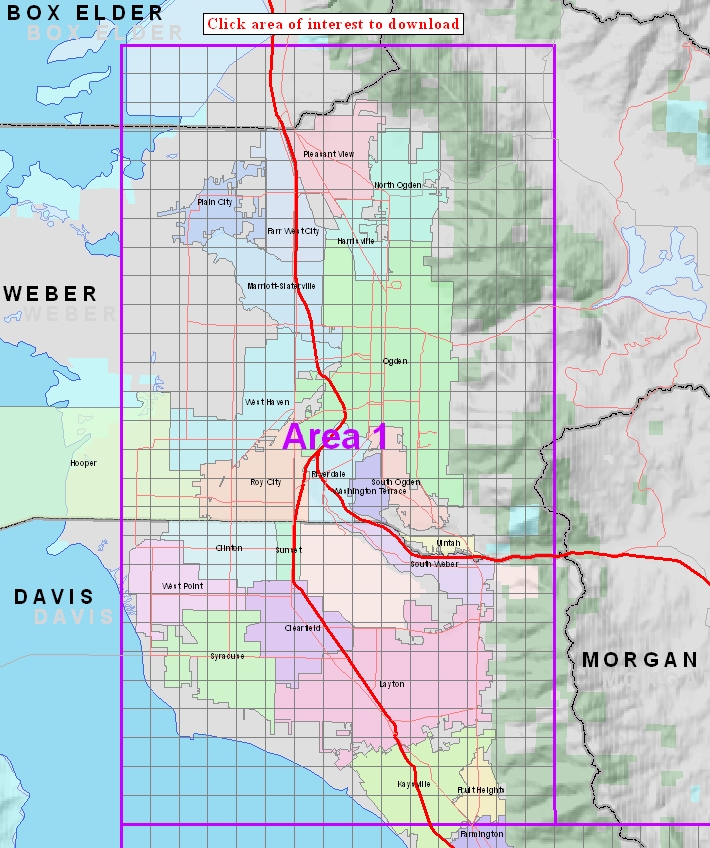 BOX ELDER
BOX ELDER
Click area of interest to download
Pleasant View
North Ogden
Plain City
Farr West City
Harrisville
Marriott-Slaterville
WEBER
WEBER
Ogden
West Haven
Area 1
Hooper
Riverdale
Roy City
South Ogden
Washington Terrace
Uintah
Clinton
Sunset
South Weber
West Point
DAVIS
DAVIS
Clearfield
Syracuse
MORGAN
Layton
Kaysville
Fruit Heights
Farmington